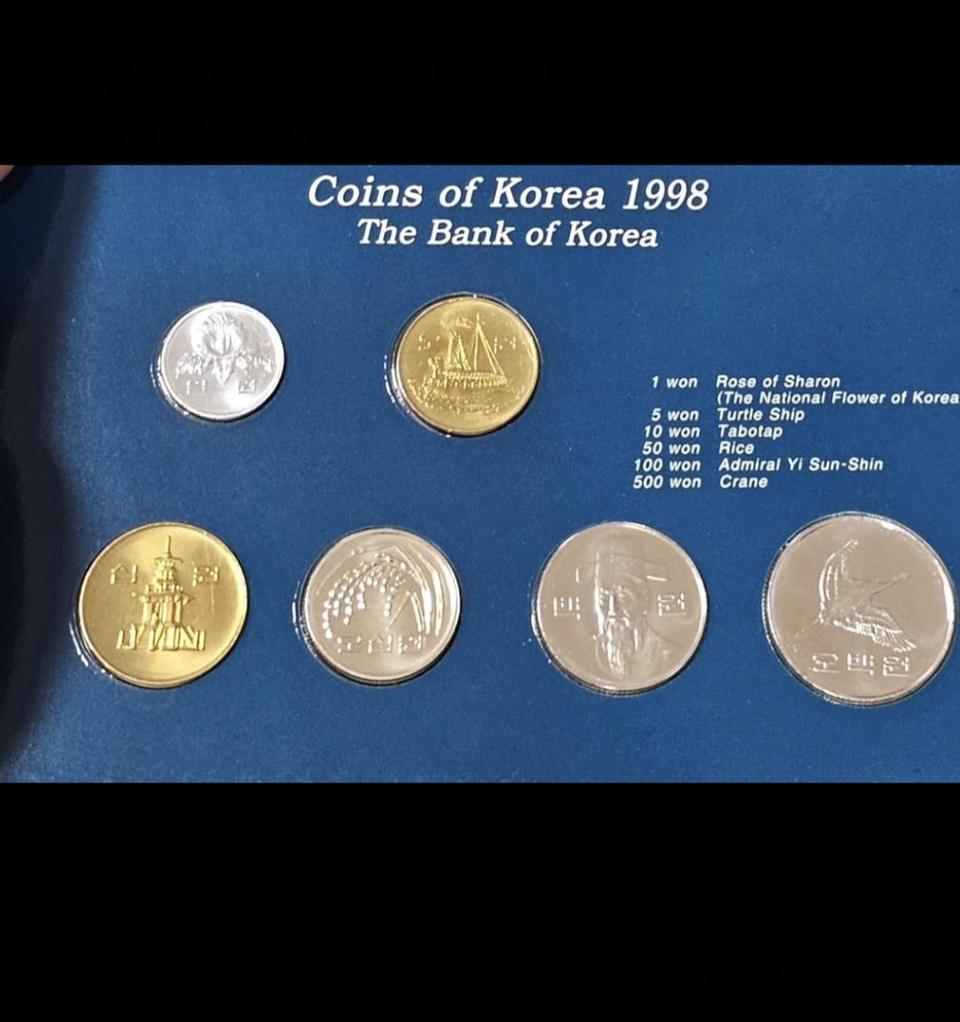 Coins of Korea 1998
The Bank of Korea
일 원
오 원
1 won Rose of Sharon
(The National Flower of Korea
5 won Turtle Ship
10 won Tabotap
50 won Rice
100 won Admiral Yi Sun-Shin
500 won Crane
십 원
오십원
백 원
오백원